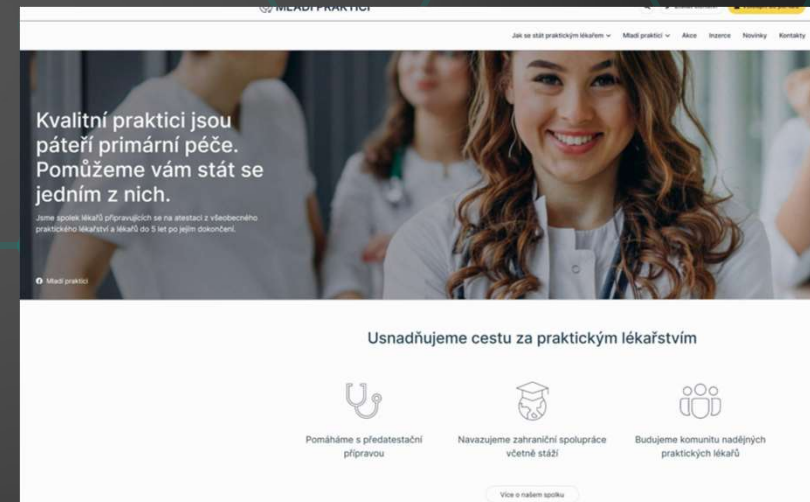 MLADÍ PRAKTICI
Jak se stát praktickým lékařem
Mladí praktici
Akce
Inzerce
Novinky
Kontakty
Kvalitní praktici jsou
páteří primární péče.
Pomůžeme vám stát se
jedním z nich.
Jsme spolek lékařů připravujících se na atestaci z všeobecného
praktického lékařství a lékařů do 5 let po jejím dokončení.
Mladí praktici
Usnadňujeme cestu za praktickým lékařstvím
Pomáháme s předatestační
přípravou
Navazujeme zahraniční spolupráce
včetně stáží
Budujeme komunitu nadějných
praktických lékařů
Více o našem spolku